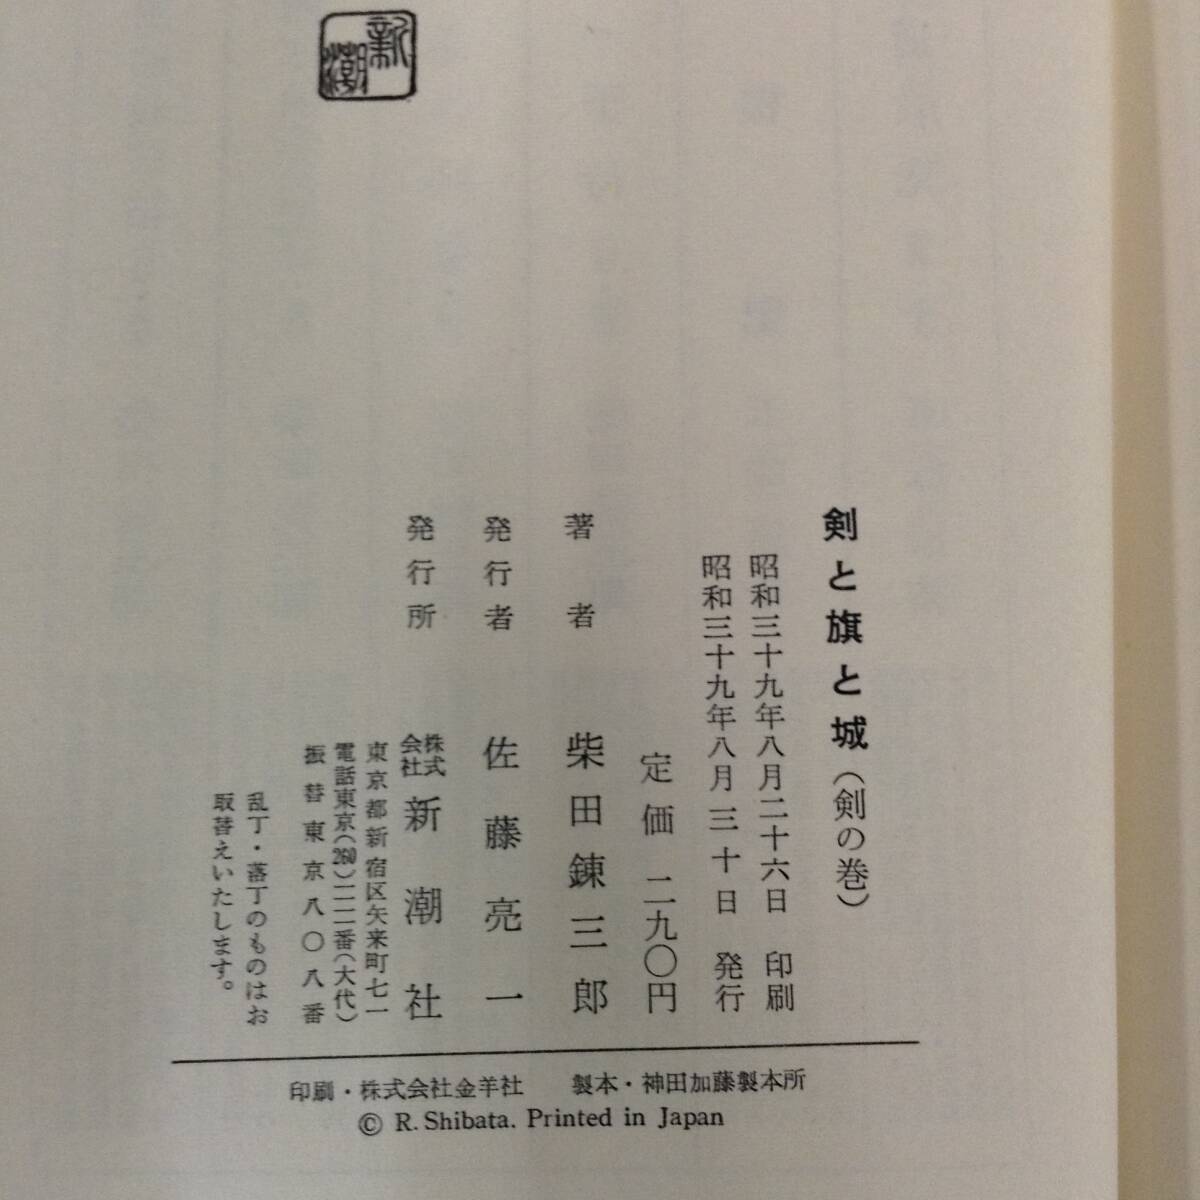 新潮
剣と旗と城(剣の巻)
昭和三十九年八月二十六日 印刷
昭和三十九年八月三十日 発行
定価 二九〇円
著者 柴田錬三郎
発行者 佐藤亮一
発行所 株式会社 新潮社
東京都新宿区矢来町七一
電話東京(260)二二番(大代)
振替東京八〇八番
乱丁・落丁のものはお
取替えいたします。
印刷・株式会社金羊社 製本・神田加藤製本所
© R. Shibata. Printed in Japan